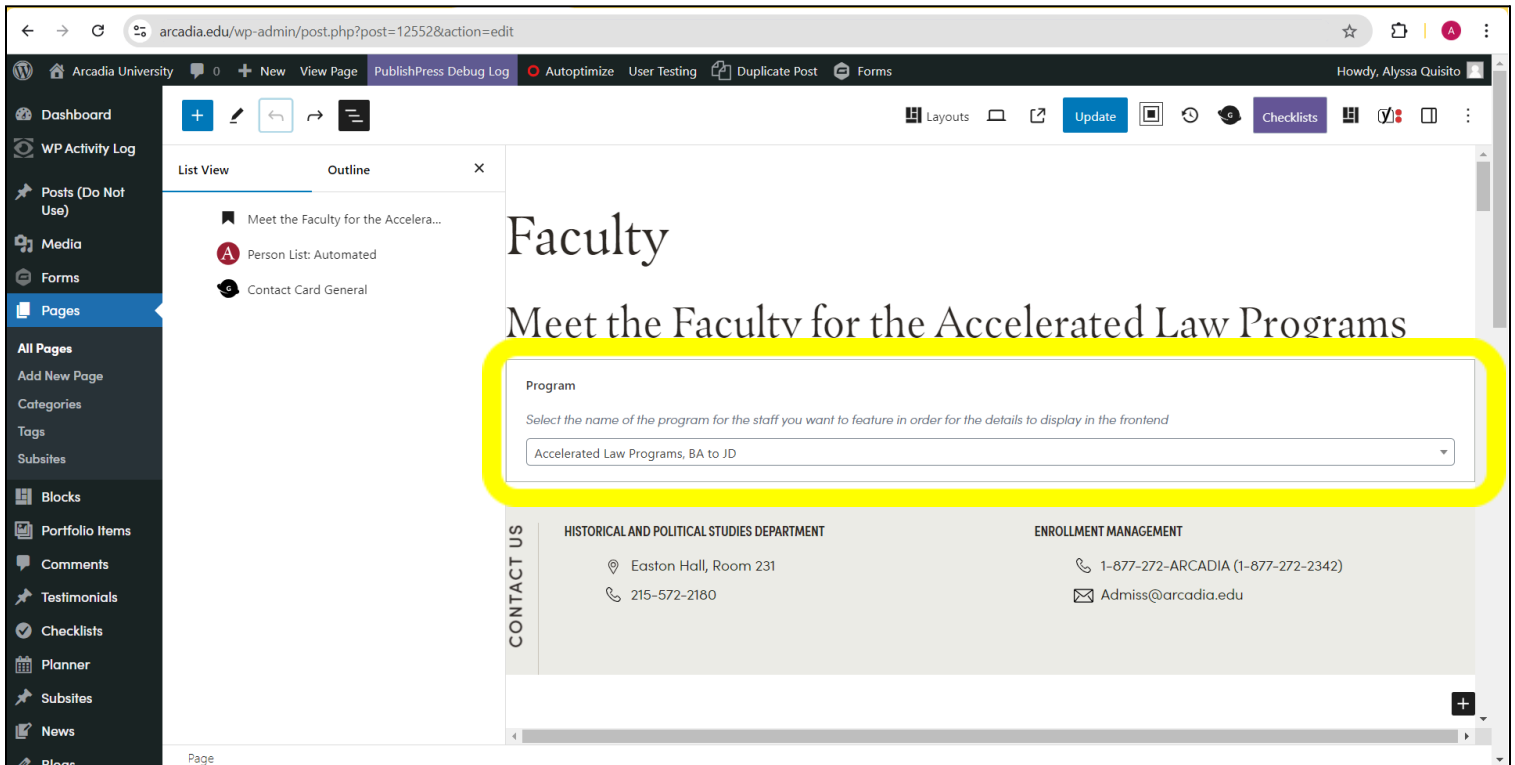 arcadia.edu/wp-admin/post.php?post=12552&action=edit
A
Arcadia University 0 New View Page PublishPress Debug Log Autoptimize User Testing Duplicate Post Forms Howdy, Alyssa Quisito
Dashboard
WP Activity Log
Posts (Do Not
Use)
Media
Forms
Pages
All Pages
Add New Page
Categories
Tags
Subsites
Blocks
Portfolio Items
Comments
Testimonials
Checklists
Planner
Subsites
News
Blogs
Layouts Update G Checklists
List View Outline
Meet the Faculty for the Accelera...
A Person List: Automated
G Contact Card General
Faculty
Meet the Faculty for the Accelerated Law Programs
Program
Select the name of the program for the staff you want to feature in order for the details to display in the frontend
Accelerated Law Programs, BA to JD
CONTACT US
HISTORICAL AND POLITICAL STUDIES DEPARTMENT
Easton Hall, Room 231
215-572-2180
ENROLLMENT MANAGEMENT
1-877-272-ARCADIA (1-877-272-2342)
Admiss@arcadia.edu
Page